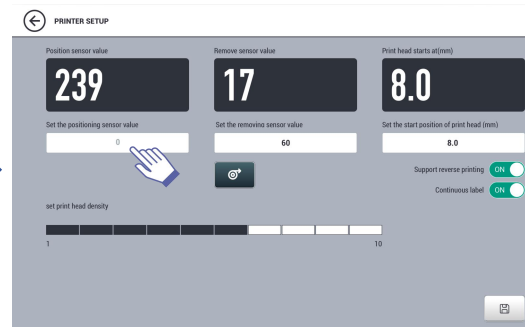 PRINTER SETUP
Position sensor value
Remove sensor value
Print head starts at(mm)
239
17
8.0
Set the positioning sensor value
Set the removing sensor value
Set the start position of print head (mm)
0
60
8.0
Support reverse printing ON
Continuous label ON
set print head density
1
10